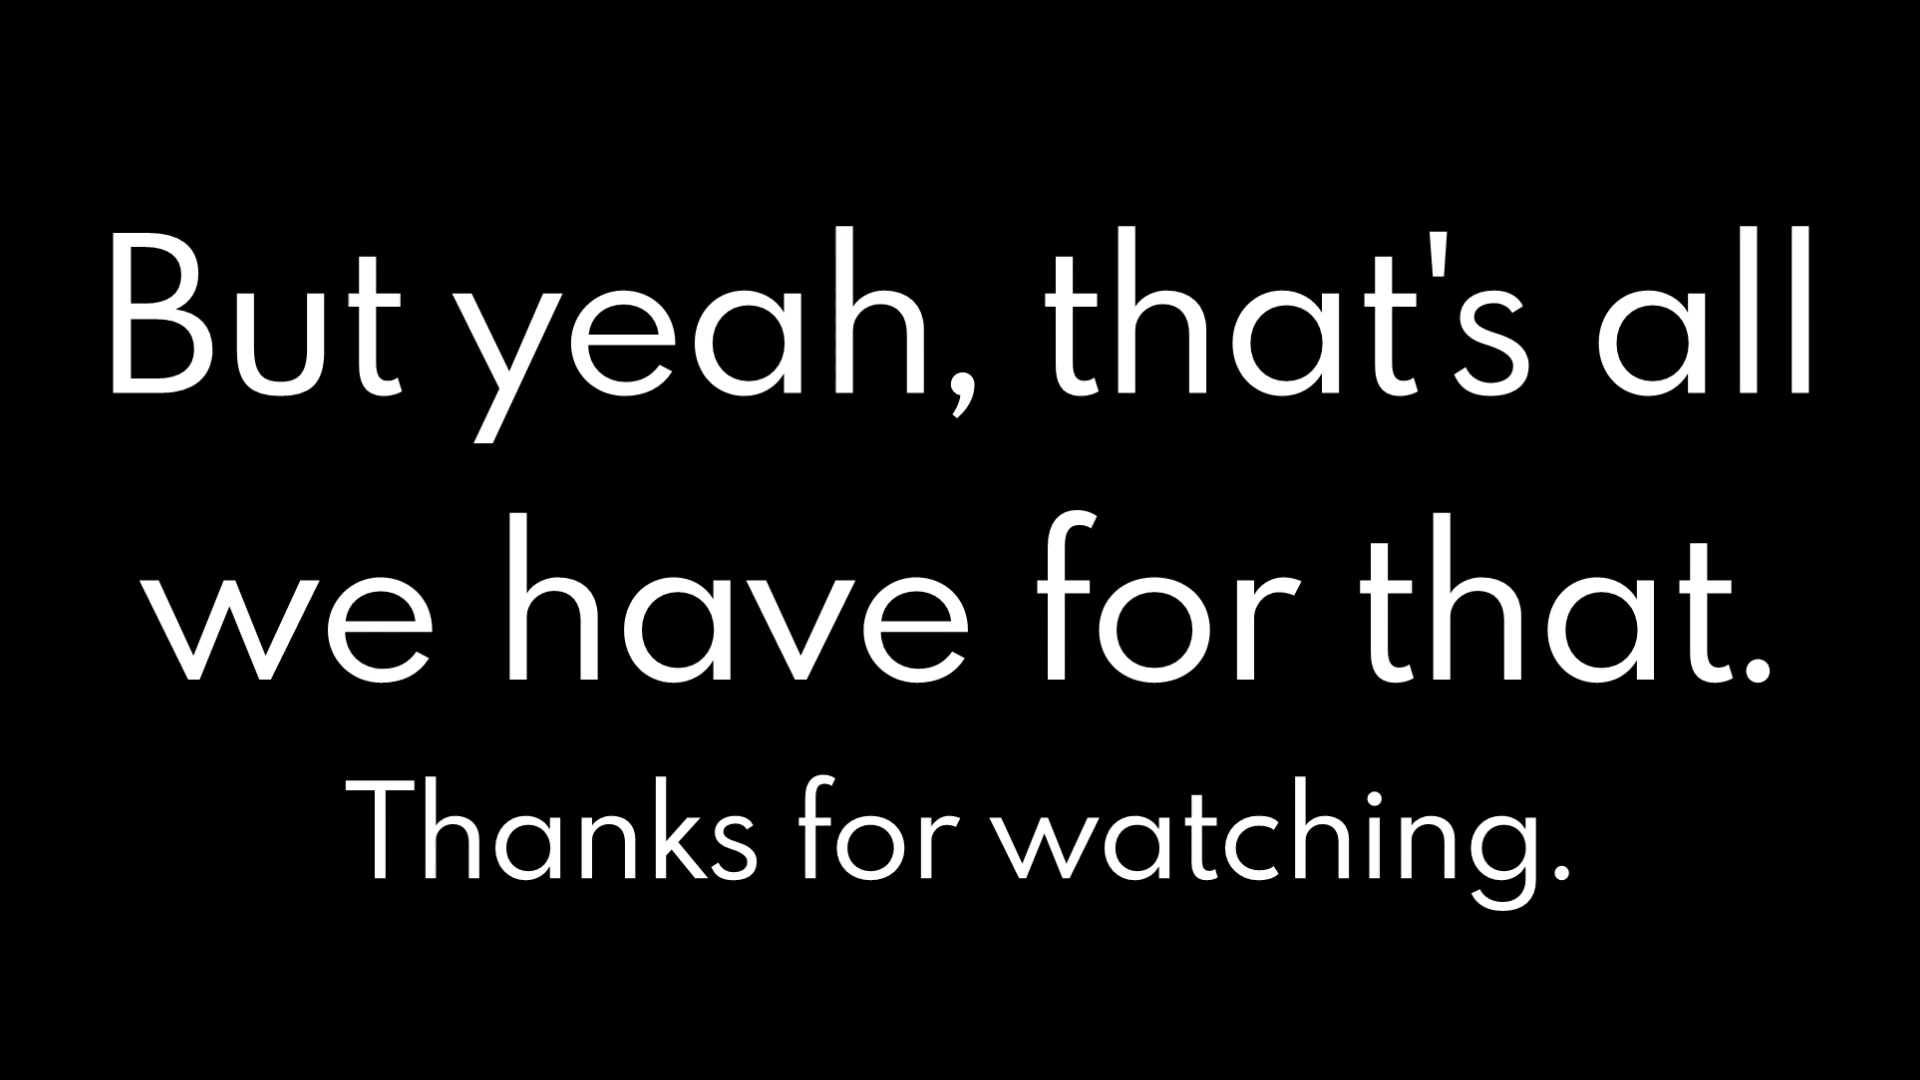 But yeah, that's all
we have for that.
Thanks for watching.